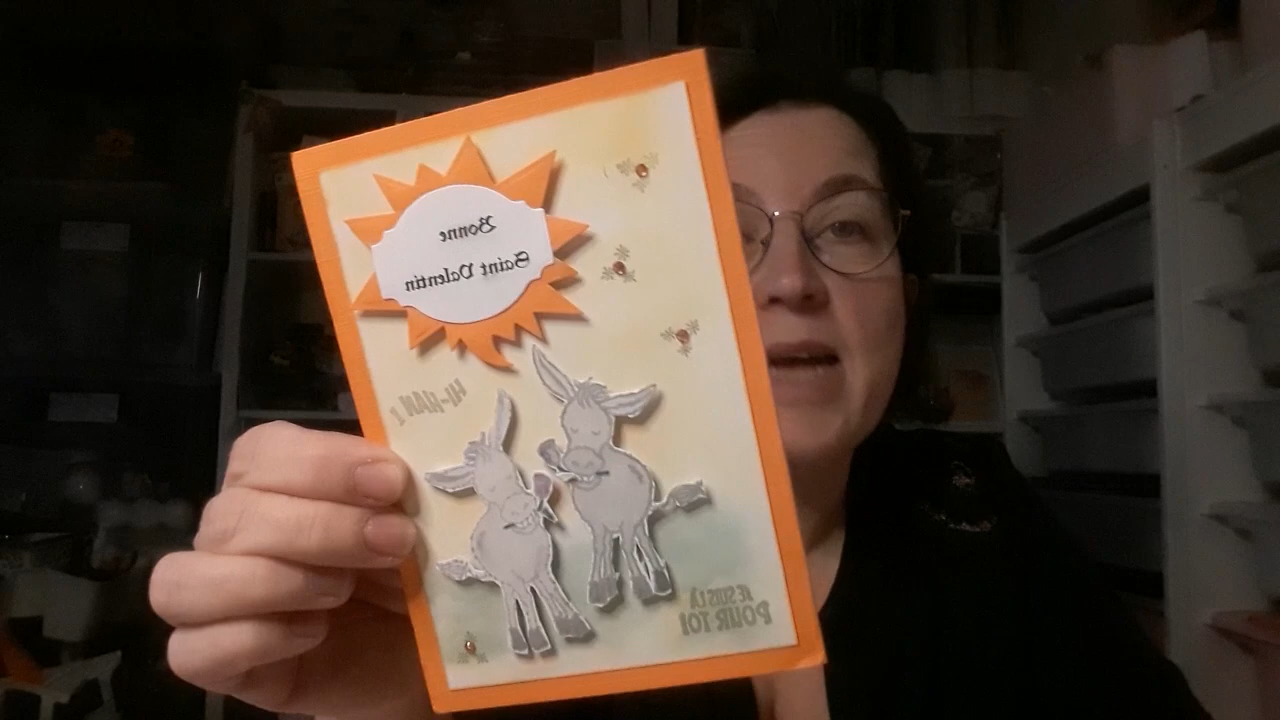 Bonne
Saint Valentin
HI-HAN !
JE SUIS LÀ
POUR TOI